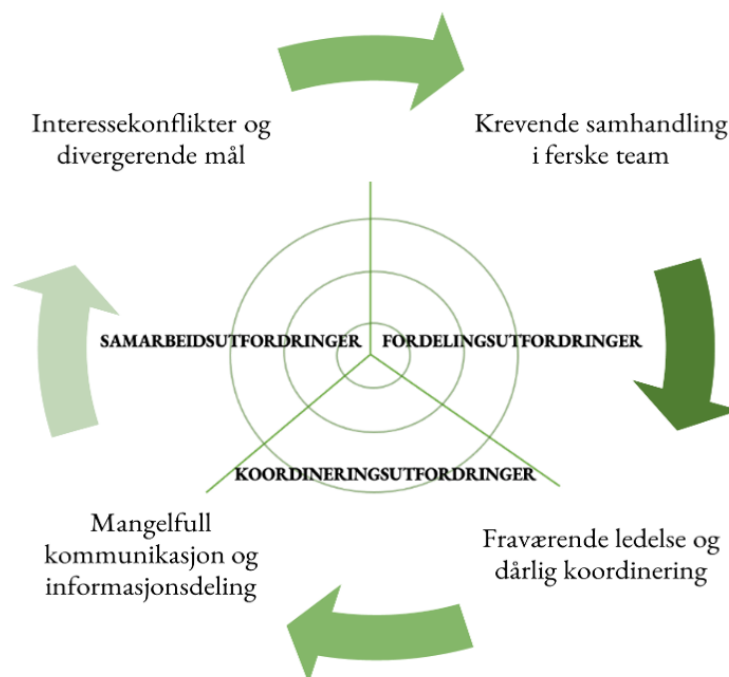 Interessekonflikter og
divergerende mål
Krevende samhandling
i ferske team
SAMARBEIDSUTFORDRINGER
FORDELINGSUTFORDRINGER
KOORDINERINGSUTFORDRINGER
Mangelfull
kommunikasjon og
informasjonsdeling
Fraværende ledelse og
dårlig koordinering